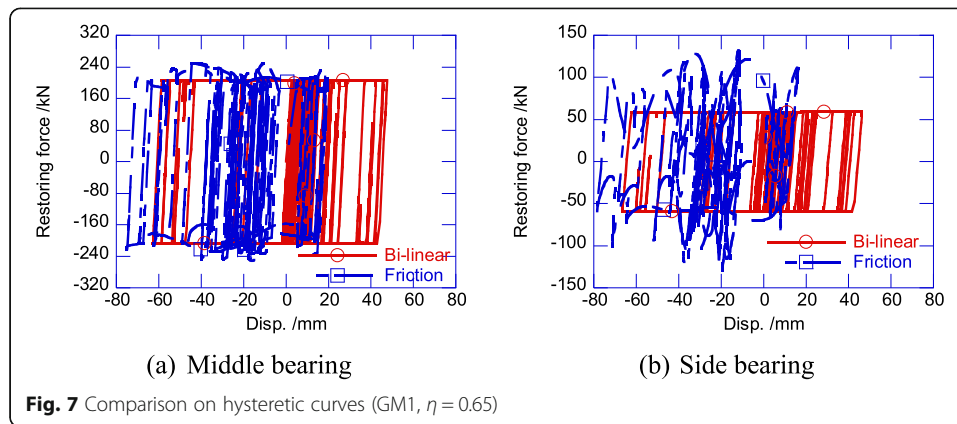 320
240
160
80
0
-80
-160
-240
-320
Restoring force /kN
-80 -60 -40 -20 0 20 40 60 80
Disp. /mm
Bi-linear
Friction
(a) Middle bearing
150
100
50
0
-50
-100
-150
Restoring force /kN
-80 -60 -40 -20 0 20 40 60 80
Disp. /mm
Bi-linear
Friction
(b) Side bearing
Fig. 7 Comparison on hysteretic curves (GM1, η = 0.65)